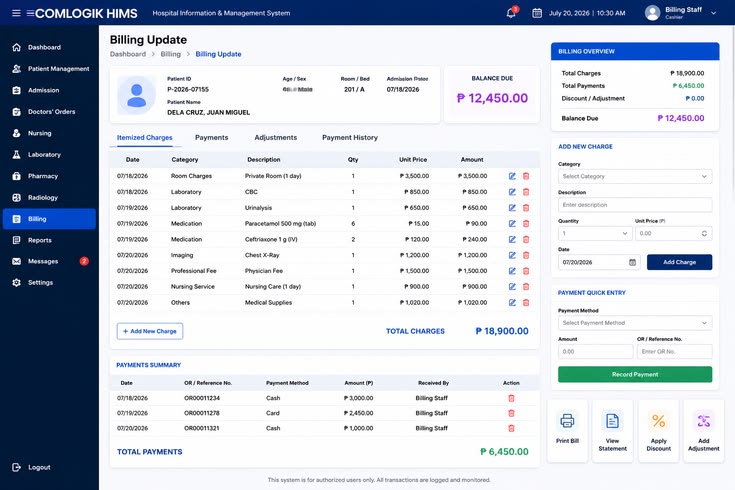 COMLOGIK HIMS
Hospital Information & Management System
3
July 20, 2026 | 10:30 AM
Billing Staff
Cashier
Dashboard
Patient Management
Admission
Doctors' Orders
Nursing
Laboratory
Pharmacy
Radiology
Billing
Reports
Messages 2
Settings
Logout
Billing Update
Dashboard > Billing > Billing Update
Patient ID
P-2026-07155
Patient Name
DELA CRUZ, JUAN MIGUEL
Age / Sex
Male
Room / Bed
201 / A
Admission
07/18/2026
BALANCE DUE
₱ 12,450.00
Itemized Charges Payments Adjustments Payment History
Date Category Description Qty Unit Price Amount
07/18/2026 Room Charges Private Room (1 day) 1 ₱ 3,500.00 ₱ 3,500.00
07/18/2026 Laboratory CBC 1 ₱ 850.00 ₱ 850.00
07/19/2026 Laboratory Urinalysis 1 ₱ 650.00 ₱ 650.00
07/19/2026 Medication Paracetamol 500 mg (tab) 6 ₱ 15.00 ₱ 90.00
07/19/2026 Medication Ceftriaxone 1 g (IV) 2 ₱ 120.00 ₱ 240.00
07/20/2026 Imaging Chest X-Ray 1 ₱ 1,200.00 ₱ 1,200.00
07/20/2026 Professional Fee Physician Fee 1 ₱ 1,500.00 ₱ 1,500.00
07/20/2026 Nursing Service Nursing Care (1 day) 1 ₱ 900.00 ₱ 900.00
07/20/2026 Others Medical Supplies 1 ₱ 1,020.00 ₱ 1,020.00
+ Add New Charge
TOTAL CHARGES ₱ 18,900.00
PAYMENTS SUMMARY
Date OR / Reference No. Payment Method Amount (₱) Received By Action
07/18/2026 OR00011234 Cash ₱ 3,000.00 Billing Staff
07/19/2026 OR00011278 Card ₱ 2,450.00 Billing Staff
07/20/2026 OR00011321 Cash ₱ 1,000.00 Billing Staff
TOTAL PAYMENTS ₱ 6,450.00
BILLING OVERVIEW
Total Charges ₱ 18,900.00
Total Payments ₱ 6,450.00
Discount / Adjustment ₱ 0.00
Balance Due ₱ 12,450.00
ADD NEW CHARGE
Category
Select Category
Description
Enter description
Quantity Unit Price (₱)
1 0.00
Date
07/20/2026 Add Charge
PAYMENT QUICK ENTRY
Payment Method
Select Payment Method
Amount OR / Reference No.
0.00 Enter OR No.
Record Payment
Print Bill
View
Statement
Apply
Discount
Add
Adjustment
This system is for authorized users only. All transactions are logged and monitored.